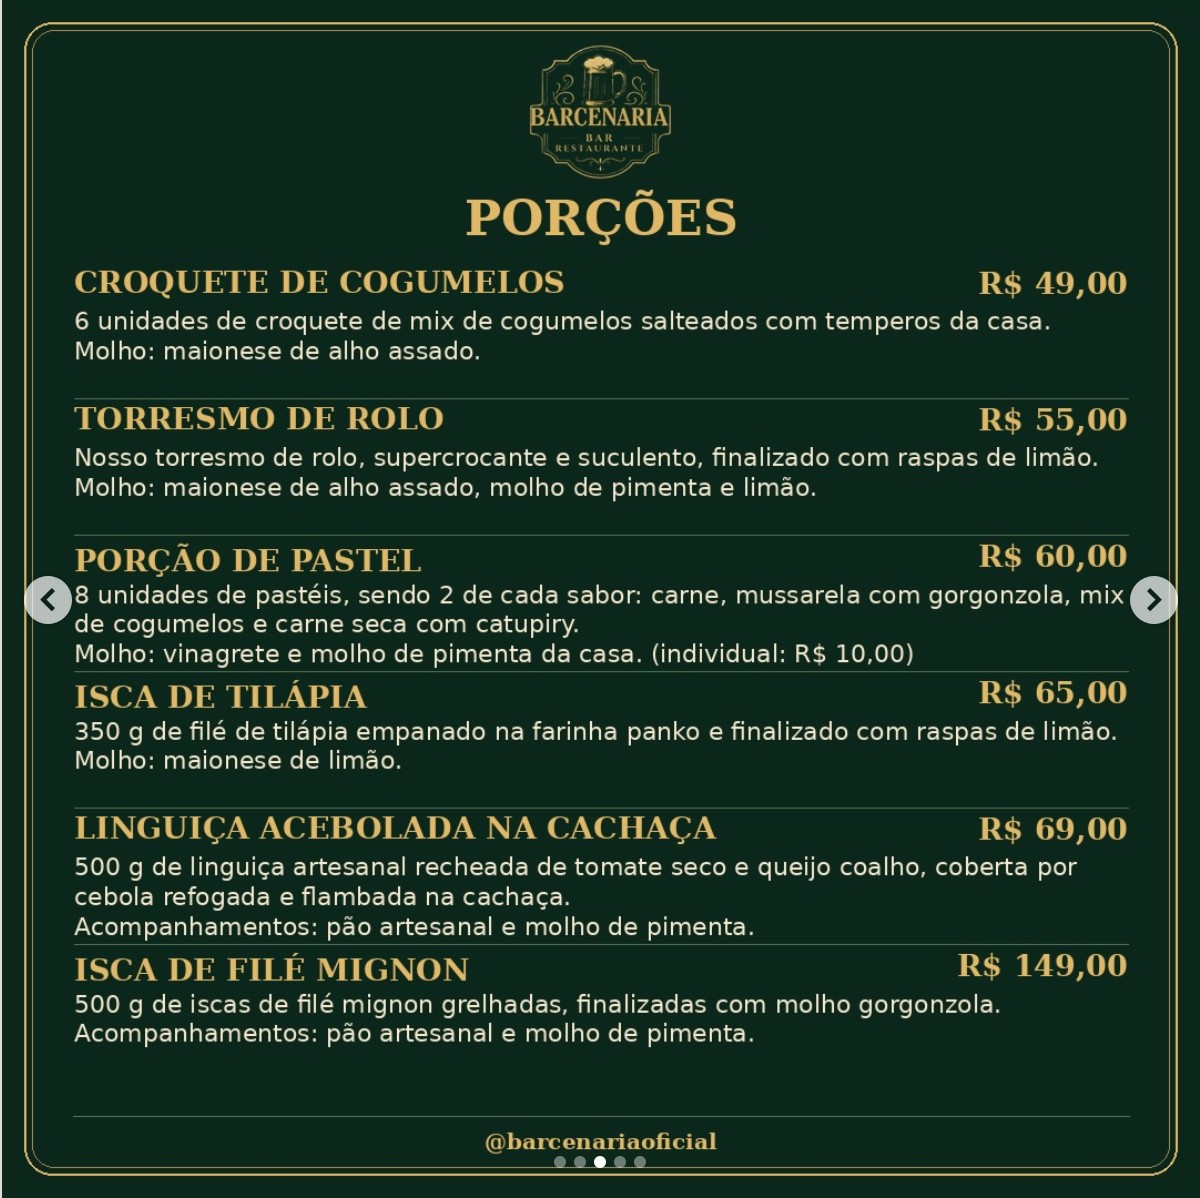 BARCENARIA
BAR
RESTAURANTE
PORÇÕES
CROQUETE DE COGUMELOS R$ 49,00
6 unidades de croquete de mix de cogumelos salteados com temperos da casa.
Molho: maionese de alho assado.
TORRESMO DE ROLO R$ 55,00
Nosso torresmo de rolo, supercrocante e suculento, finalizado com raspas de limão.
Molho: maionese de alho assado, molho de pimenta e limão.
PORÇÃO DE PASTEL R$ 60,00
8 unidades de pastéis, sendo 2 de cada sabor: carne, mussarela com gorgonzola, mix
de cogumelos e carne seca com catupiry.
Molho: vinagrete e molho de pimenta da casa. (individual: R$ 10,00)
ISCA DE TILÁPIA R$ 65,00
350 g de filé de tilápia empanado na farinha panko e finalizado com raspas de limão.
Molho: maionese de limão.
LINGUIÇA ACEBOLADA NA CACHAÇA R$ 69,00
500 g de linguiça artesanal recheada de tomate seco e queijo coalho, coberta por
cebola refogada e flambada na cachaça.
Acompanhamentos: pão artesanal e molho de pimenta.
ISCA DE FILÉ MIGNON R$ 149,00
500 g de iscas de filé mignon grelhadas, finalizadas com molho gorgonzola.
Acompanhamentos: pão artesanal e molho de pimenta.
@barcenariaoficial